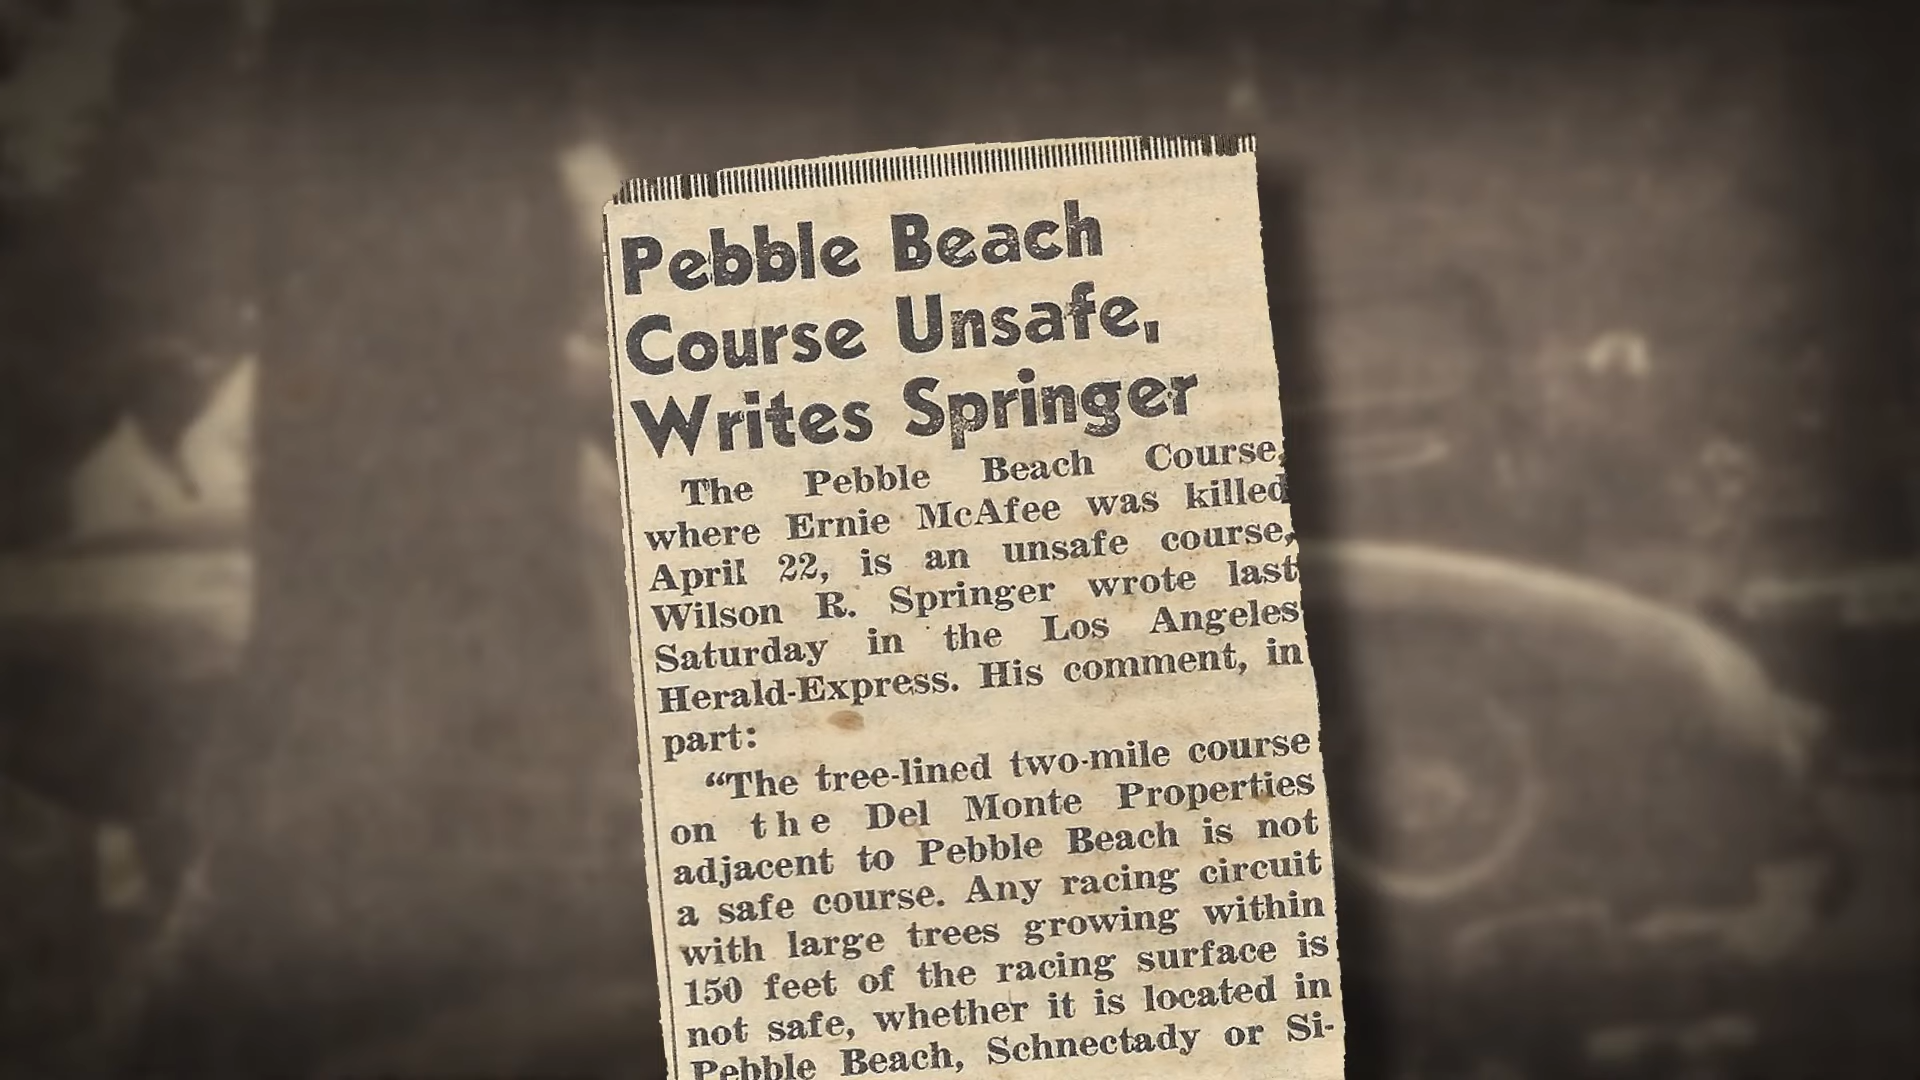 Pebble Beach
Course Unsafe,
Writes Springer
The Pebble Beach Course,
where Ernie McAfee was killed
April 22, is an unsafe course,
Wilson R. Springer wrote last
Saturday in the Los Angeles
Herald-Express. His comment, in
part:
“The tree-lined two-mile course
on the Del Monte Properties
adjacent to Pebble Beach is not
a safe course. Any racing circuit
with large trees growing within
150 feet of the racing surface is
not safe, whether it is located in
Pebble Beach, Schnectady or Si-